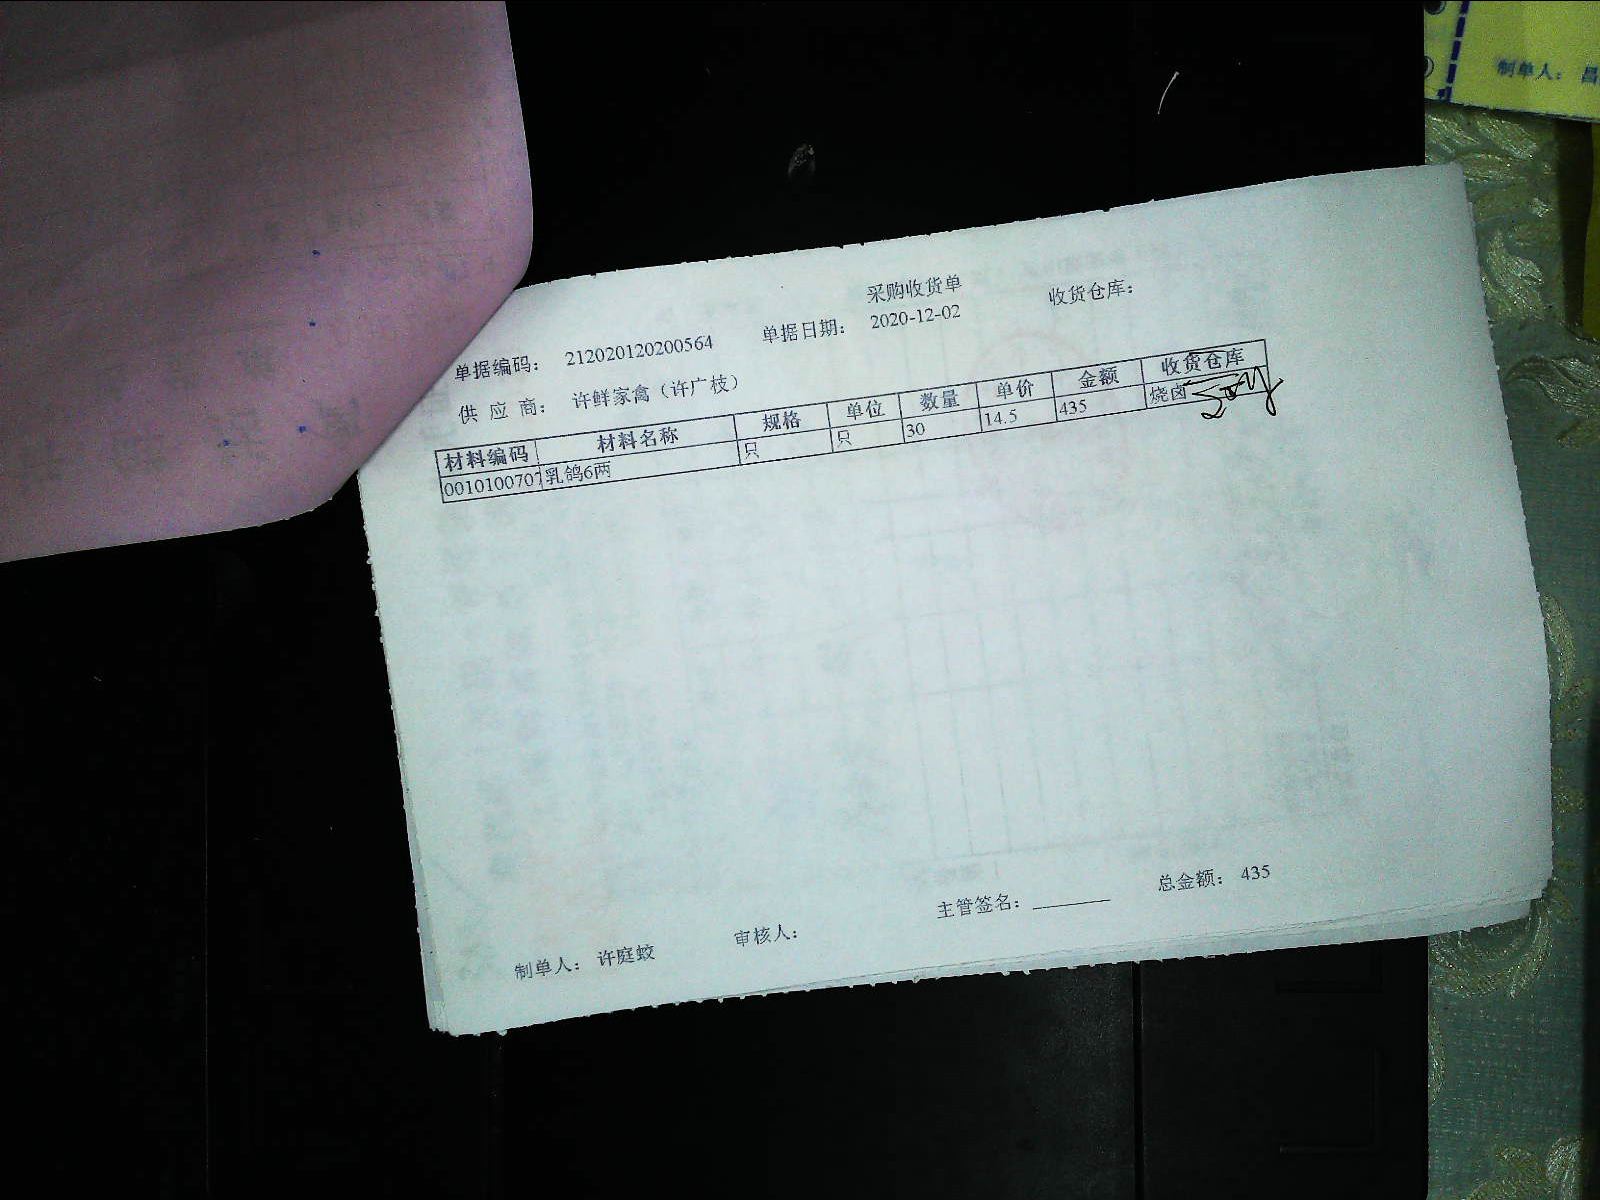 制单人： 昌
采购收货单
单据编码： 212020120200564 单据日期： 2020-12-02 收货仓库：
供 应 商： 许鲜家禽（许广枝）
材料编码 材料名称 规格 单位 数量 单价 金额 收货仓库
0010100707 乳鸽6两 只 只 30 14.5 435 烧卤
主管签名：________ 总金额： 435
制单人： 许庭蛟 审核人：